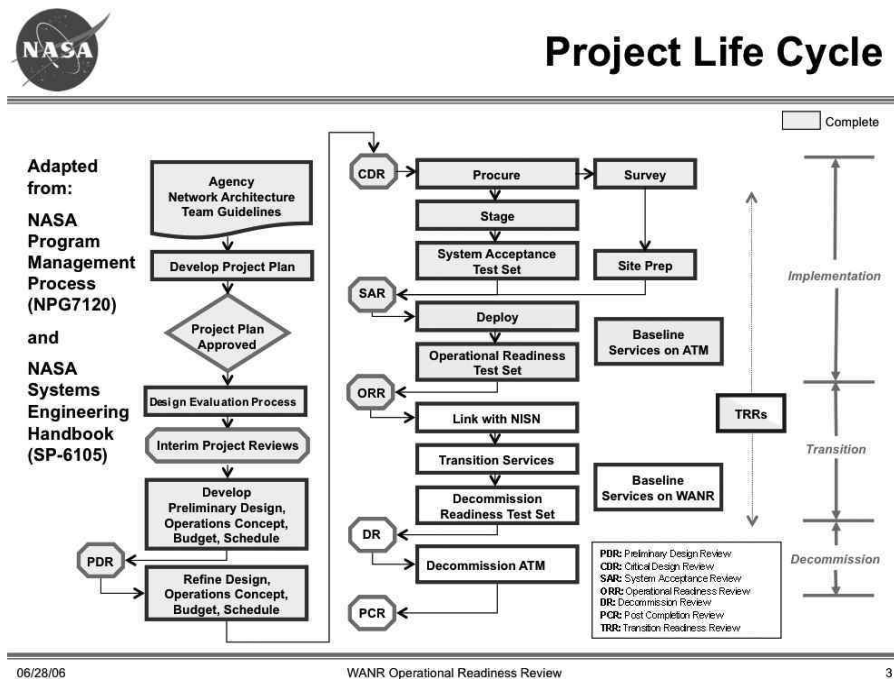 NASA
Project Life Cycle
Complete
Adapted
from:
NASA
Program
Management
Process
(NPG7120)
and
NASA
Systems
Engineering
Handbook
(SP-6105)
Agency
Network Architecture
Team Guidelines
Develop Project Plan
Project Plan
Approved
Design Evaluation Process
Interim Project Reviews
Develop
Preliminary Design,
Operations Concept,
Budget, Schedule
PDR
Refine Design,
Operations Concept,
Budget, Schedule
CDR
Procure
Survey
Stage
System Acceptance
Test Set
Site Prep
SAR
Deploy
Operational Readiness
Test Set
Baseline
Services on ATM
ORR
Link with NISN
Transition Services
Decommission
Readiness Test Set
Baseline
Services on WANR
DR
Decommission ATM
PCR
TRRs
Implementation
Transition
Decommission
PDR: Preliminary Design Review
CDR: Critical Design Review
SAR: System Acceptance Review
ORR: Operational Readiness Review
DR: Decommission Review
PCR: Post Completion Review
TRR: Transition Readiness Review
06/28/06
WANR Operational Readiness Review
3